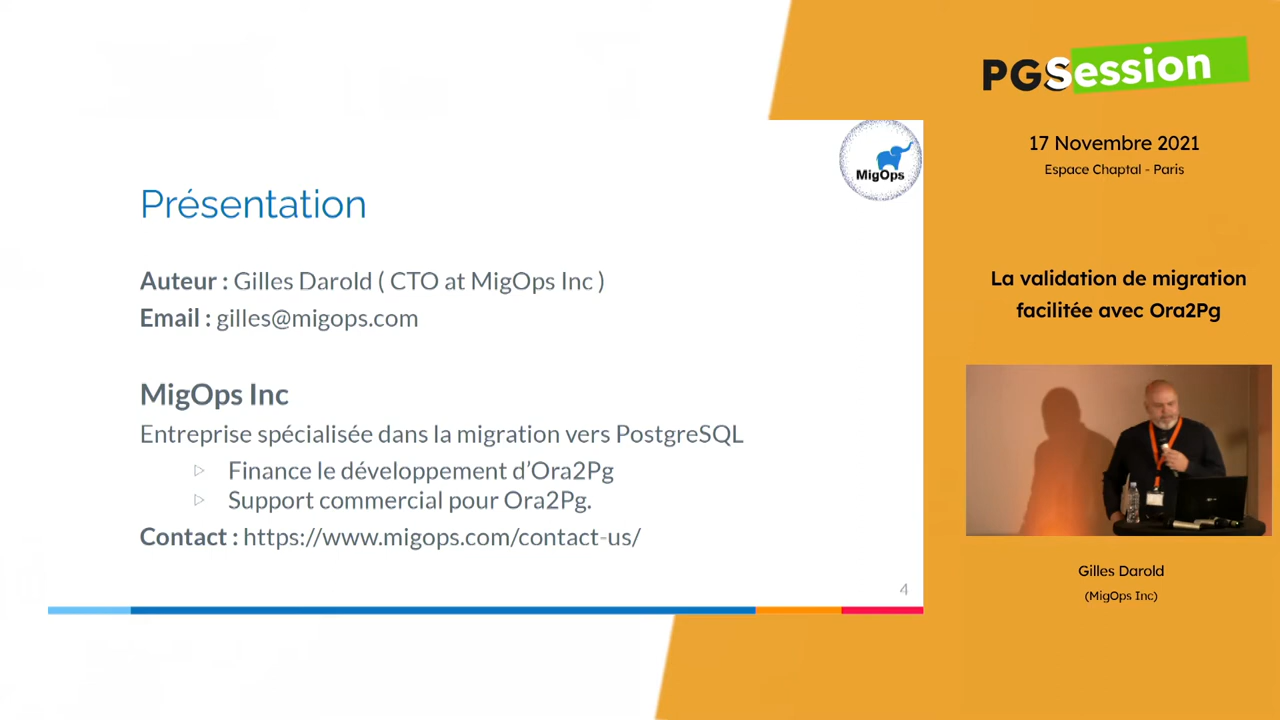 PGSession
17 Novembre 2021
Espace Chaptal - Paris
MigOps
Présentation
Auteur : Gilles Darold ( CTO at MigOps Inc )
Email : gilles@migops.com
MigOps Inc
Entreprise spécialisée dans la migration vers PostgreSQL
Finance le développement d’Ora2Pg
Support commercial pour Ora2Pg.
Contact : https://www.migops.com/contact-us/
4
La validation de migration
facilitée avec Ora2Pg
Gilles Darold
(MigOps Inc)